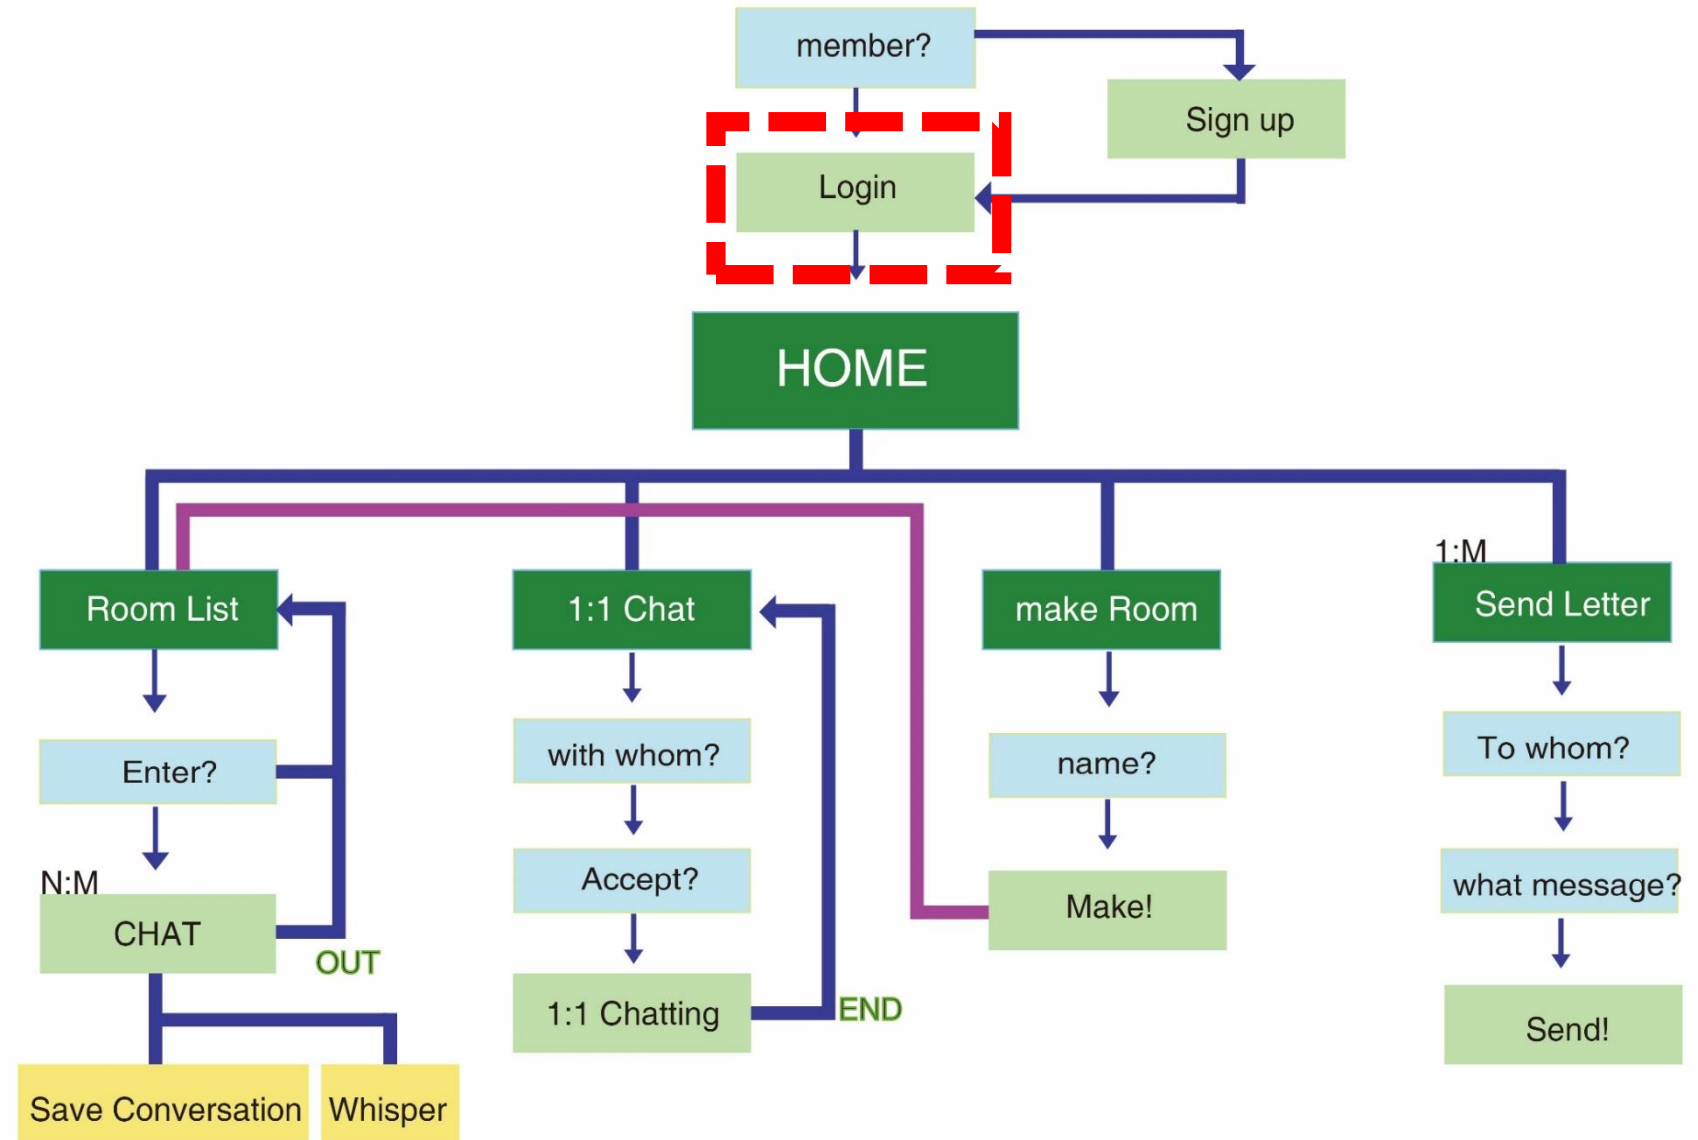 member?
Sign up
Login
HOME
1:M
Room List
1:1 Chat
make Room
Send Letter
Enter?
with whom?
name?
To whom?
N:M
CHAT
OUT
Accept?
Make!
what message?
1:1 Chatting
END
Send!
Save Conversation
Whisper